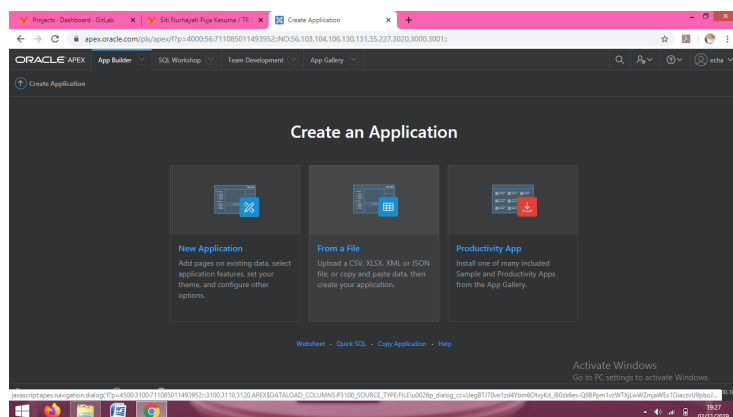 Projects · Dashboard · GitLab
Siti Nurhayati Puja Kesuma / TE
Create Application
apex.oracle.com/pls/apex/f?p=4000:56:711085011493952::NO:56,103,104,106,130,131,35,227,3020,3000,3001::
ORACLE APEX App Builder SQL Workshop Team Development App Gallery echa
Create Application
Create an Application
New Application
Add pages on existing data, select
application features, set your
theme, and configure other
options.
From a File
Upload a CSV, XLSX, XML or JSON
file, or copy and paste data, then
create your application.
Productivity App
Install one of many included
Sample and Productivity Apps
from the App Gallery.
Websheet • Quick SQL • Copy Application • Help
Activate Windows
Go to PC settings to activate Windows.
19:27